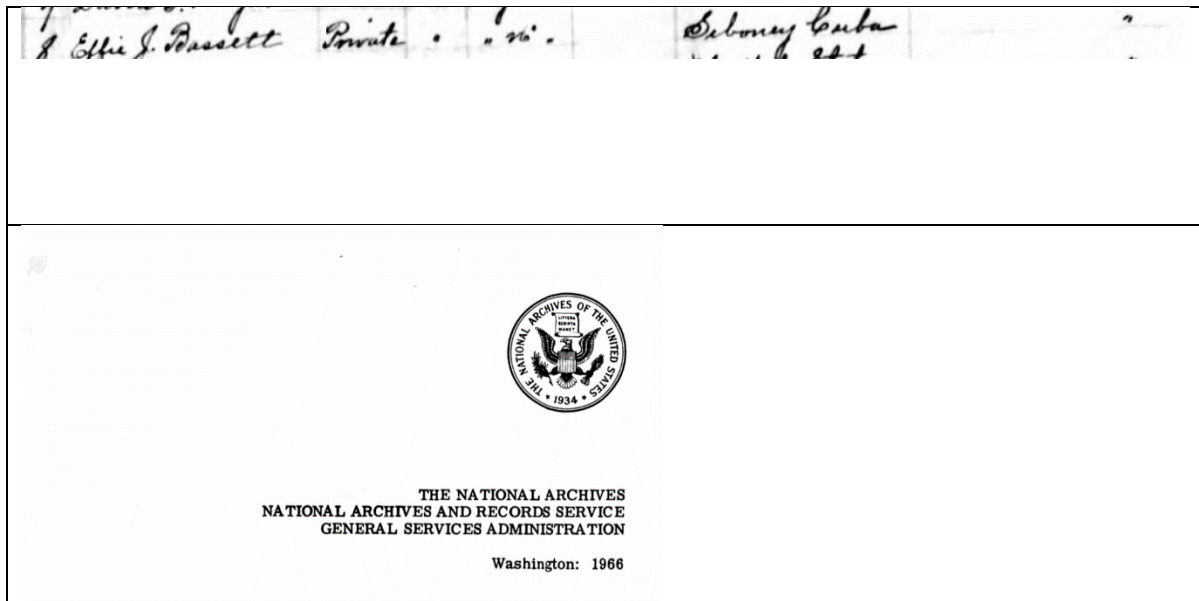 8 Effie J. Bassett Private " " " Siboney Cuba "
THE NATIONAL ARCHIVES OF THE UNITED STATES
LITTERA
SCRIPTA
MANET
* 1934 *
THE NATIONAL ARCHIVES
NATIONAL ARCHIVES AND RECORDS SERVICE
GENERAL SERVICES ADMINISTRATION
Washington: 1966